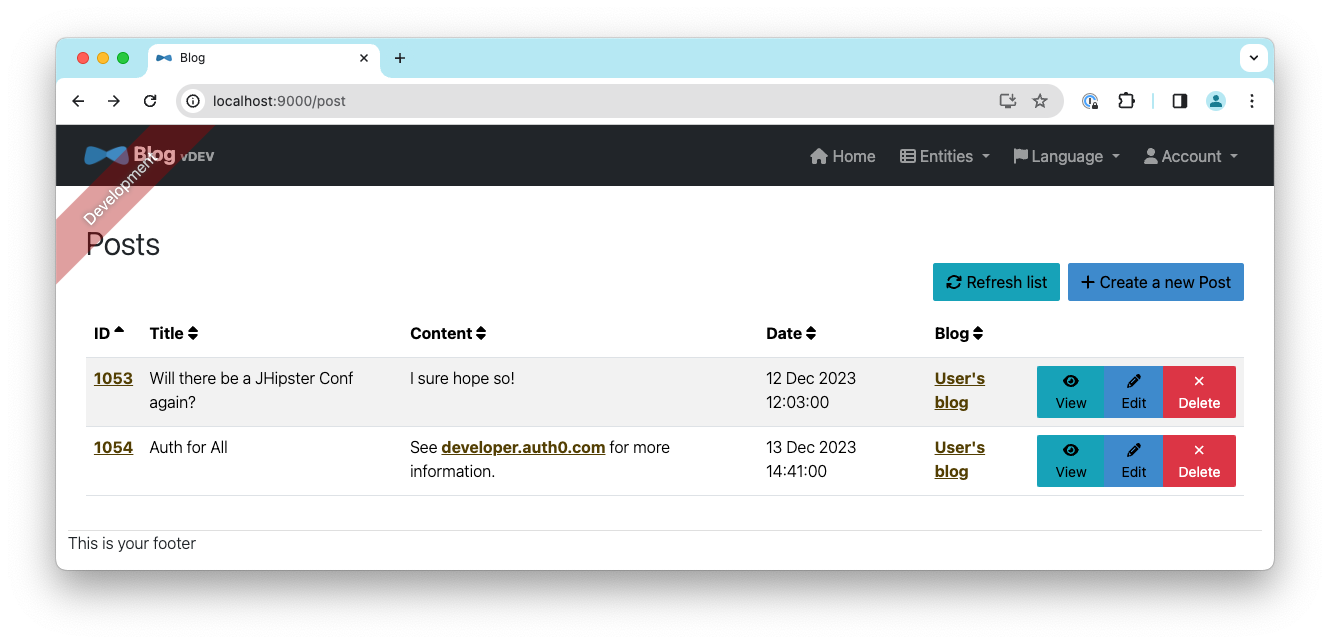 Blog
localhost:9000/post
Blog vDEV
Home
Entities
Language
Account
Development
Posts
Refresh list
Create a new Post
ID Title Content Date Blog
1053 Will there be a JHipster Conf I sure hope so! 12 Dec 2023 User's
again? 12:03:00 blog
View Edit Delete
1054 Auth for All See developer.auth0.com for more 13 Dec 2023 User's
information. 14:41:00 blog
View Edit Delete
This is your footer